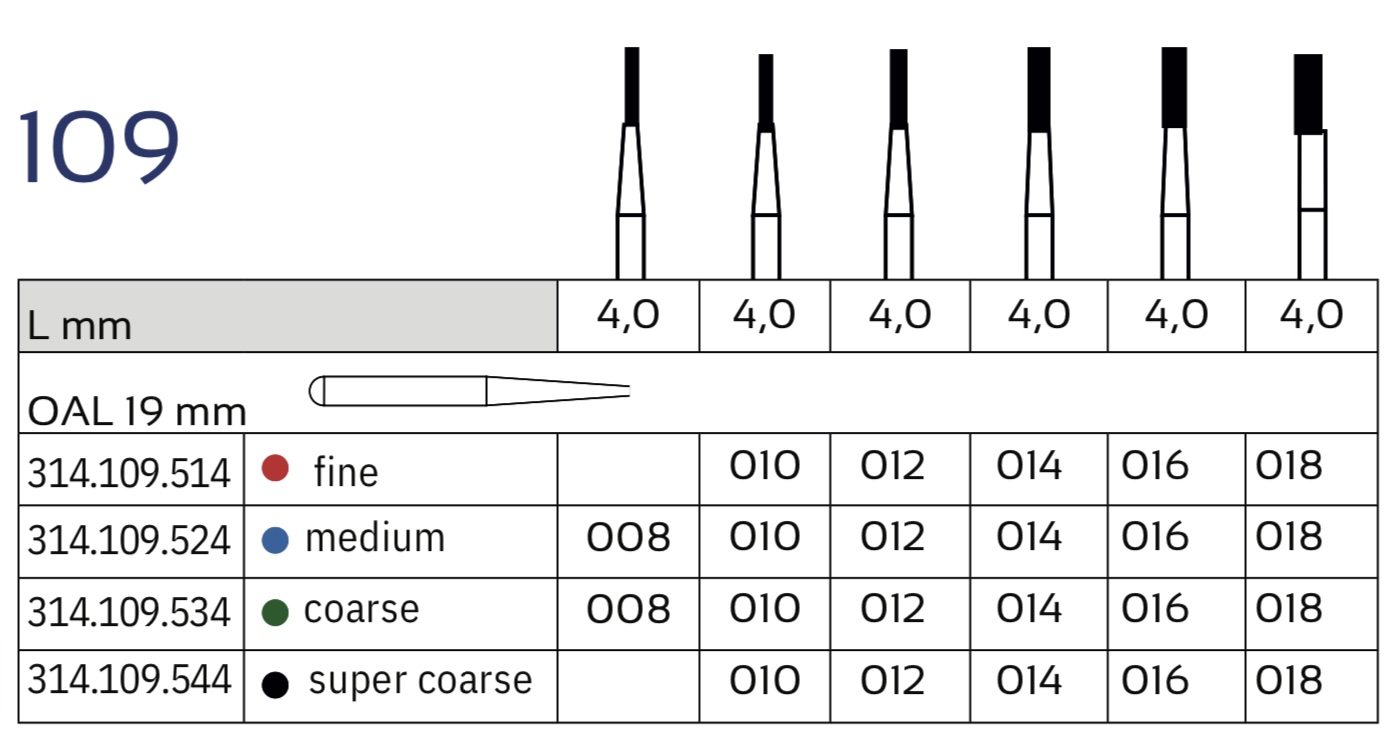 109
L mm 4,0 4,0 4,0 4,0 4,0 4,0
OAL 19 mm
314.109.514 fine 010 012 014 016 018
314.109.524 medium 008 010 012 014 016 018
314.109.534 coarse 008 010 012 014 016 018
314.109.544 super coarse 010 012 014 016 018